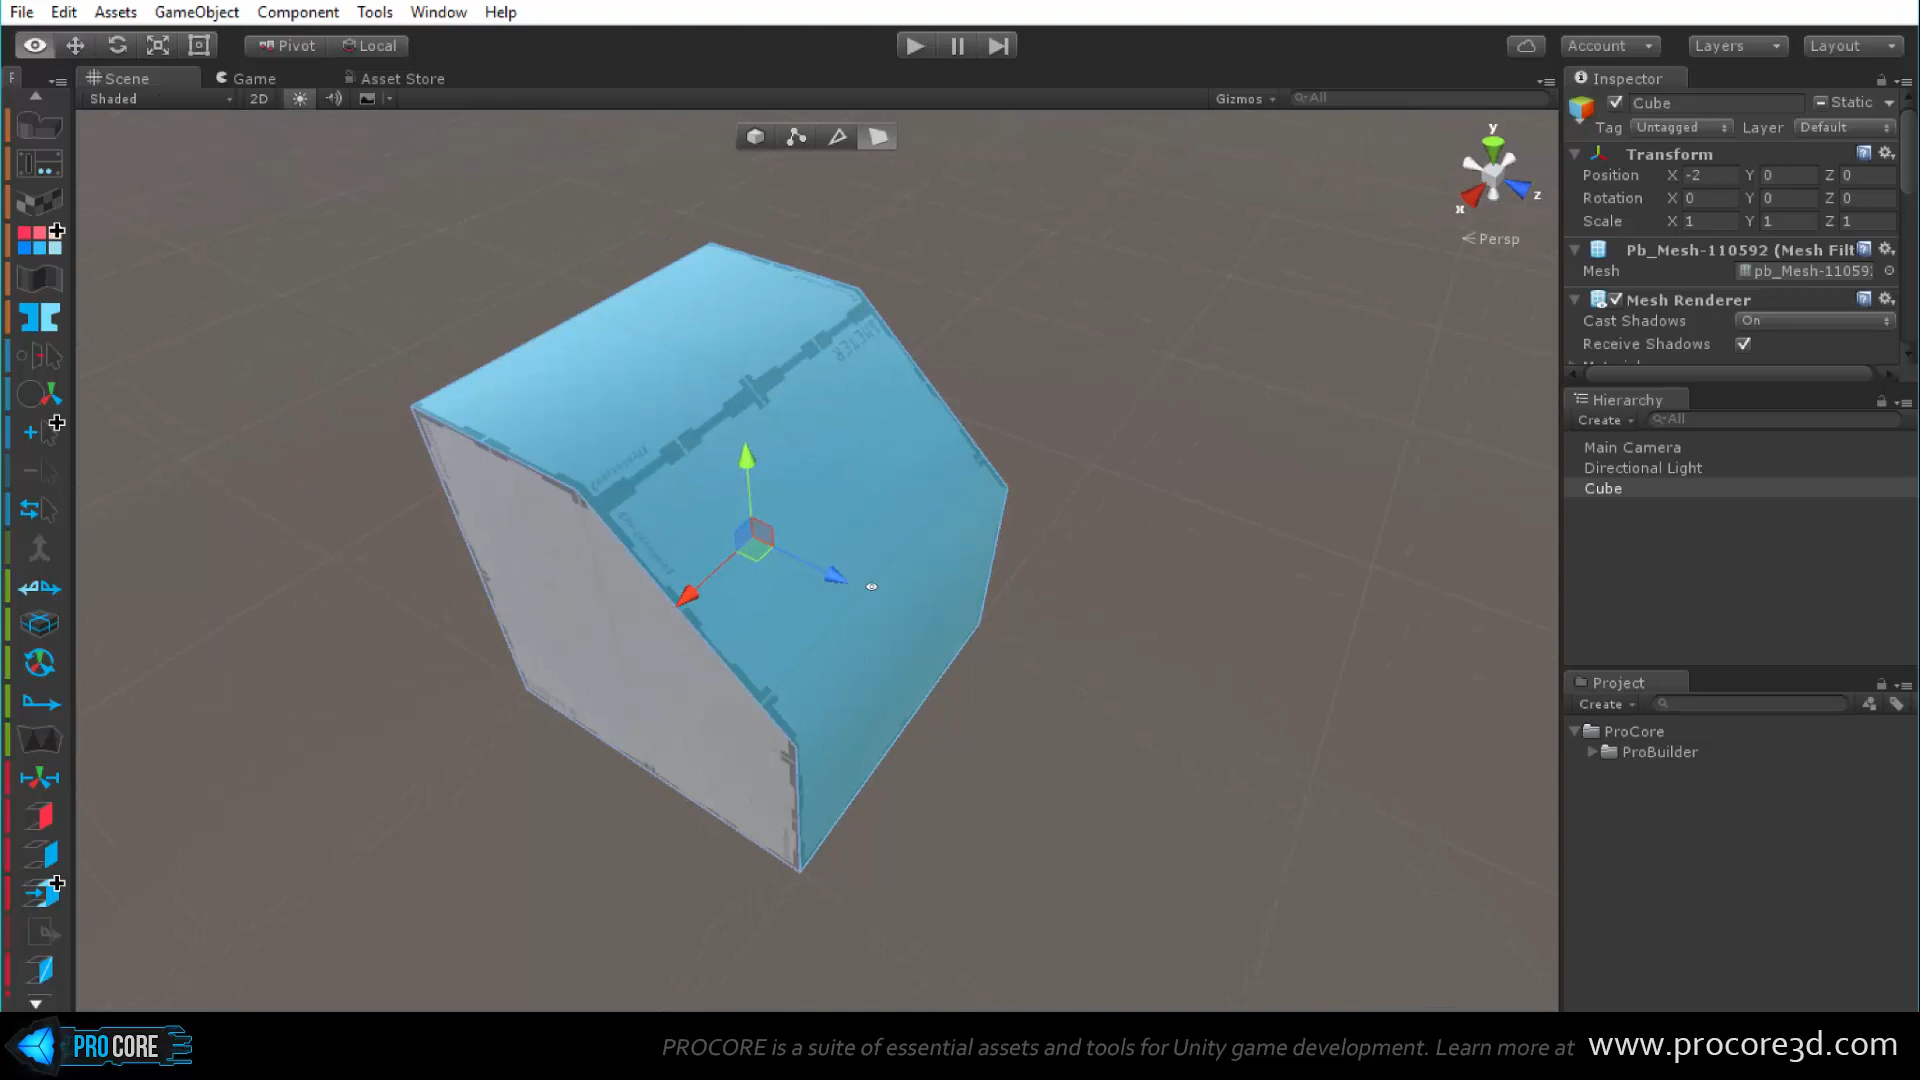 File Edit Assets GameObject Component Tools Window Help
Pivot Local Account Layers Layout
Scene Game Asset Store Inspector
Shaded 2D Gizmos All
Cube Static
Tag Untagged Layer Default
Transform
Position X -2 Y 0 Z 0
Rotation X 0 Y 0 Z 0
Scale X 1 Y 1 Z 1
y
x z
Persp
Pb_Mesh-110592 (Mesh Filt
Mesh pb_Mesh-11059
Mesh Renderer
Cast Shadows On
Receive Shadows
Hierarchy
Create All
Main Camera
Directional Light
Cube
Project
Create
ProCore
ProBuilder
PROCORE
PROCORE is a suite of essential assets and tools for Unity game development. Learn more at www.procore3d.com